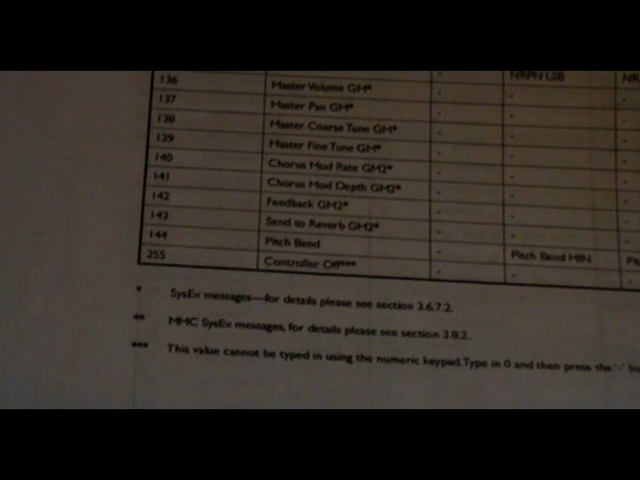 - NRPN LSB
136 Master Volume GM* - -
137 Master Pan GM* - -
138 Master Coarse Tune GM* - -
139 Master Fine Tune GM* - -
140 Chorus Mod Rate GM2* - -
141 Chorus Mod Depth GM2* - -
142 Feedback GM2* - -
143 Send to Reverb GM2* - -
144 Pitch Bend - Pitch Bend MIN
255 Controller Off*** - -
* SysEx messages—for details please see section 3.6.7.2.
** MMC SysEx messages, for details please see section 3.8.2.
*** This value cannot be typed in using the numeric keypad. Type in 0 and then press the '-'